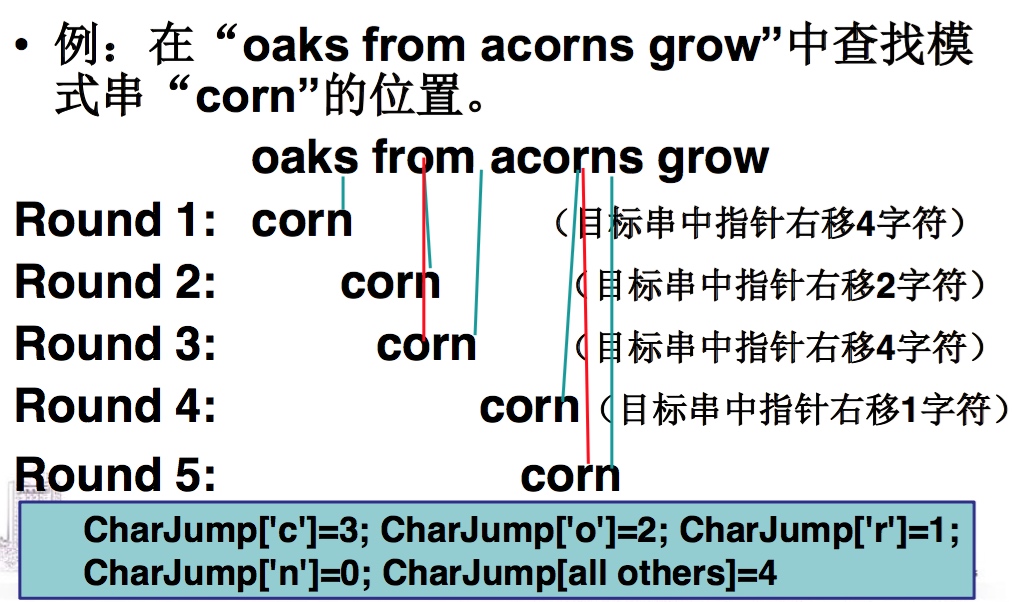 • 例：在“oaks from acorns grow”中查找模
式串“corn”的位置。
oaks from acorns grow
Round 1: corn （目标串中指针右移4字符）
Round 2: corn （目标串中指针右移2字符）
Round 3: corn （目标串中指针右移4字符）
Round 4: corn （目标串中指针右移1字符）
Round 5: corn
CharJump['c']=3; CharJump['o']=2; CharJump['r']=1;
CharJump['n']=0; CharJump[all others]=4